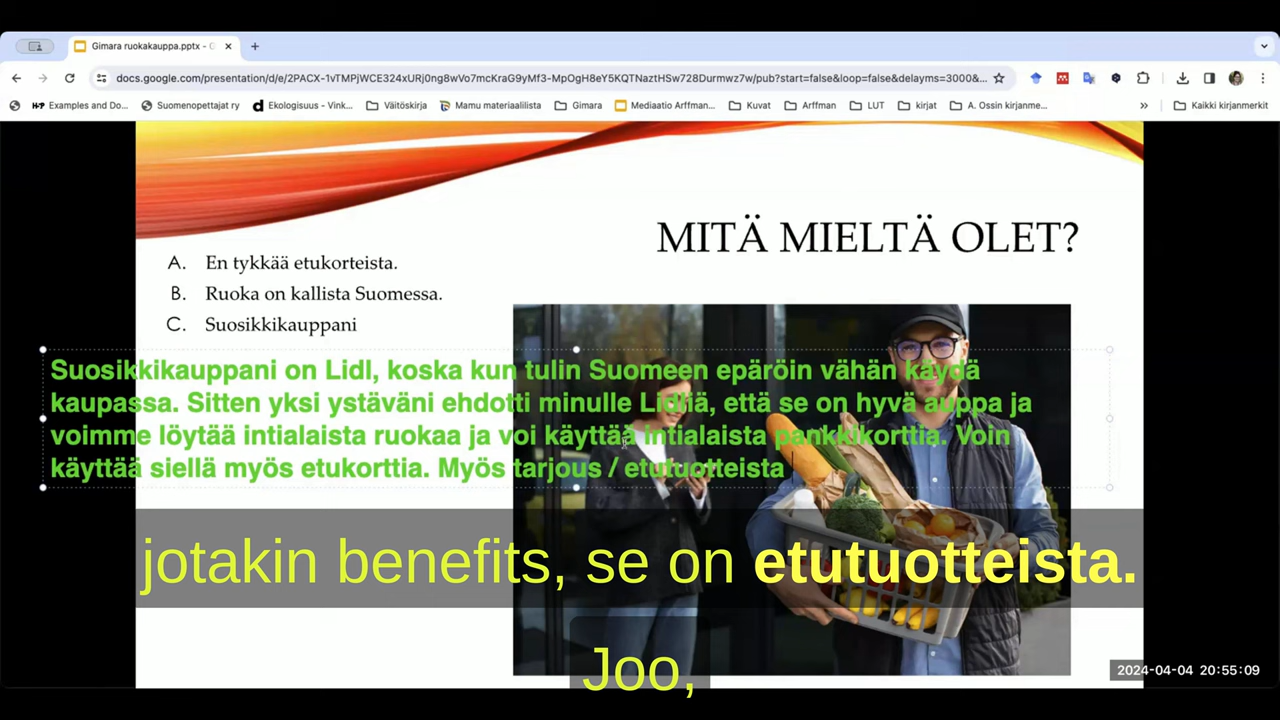 Gimara ruokakauppa.pptx - G
docs.google.com/presentation/d/e/2PACX-1vTMPjWCE324xURj0ng8wVo7mcKraG9yMf3-MpOgH8eY5KQTNaztHSw728Durmwz7w/pub?start=false&loop=false&delayms=3000&...
Examples and Do... Suomenopettajat ry Ekologisuus - Vink... Väitöskirja Mamu materiaalilista Gimara Mediaatio Arffman... Kuvat Arffman LUT kirjat A. Ossin kirjanme... » Kaikki kirjanmerkit
MITÄ MIELTÄ OLET?
A. En tykkää etukorteista.
B. Ruoka on kallista Suomessa.
C. Suosikkikauppani
Suosikkikauppani on Lidl, koska kun tulin Suomeen epäröin vähän käydä
kaupassa. Sitten yksi ystäväni ehdotti minulle Lidliä, että se on hyvä auppa ja
voimme löytää intialaista ruokaa ja voi käyttää intialaista pankkikorttia. Voin
käyttää siellä myös etukorttia. Myös tarjous / etutuotteista
jotakin benefits, se on etutuotteista.
Joo,
2024-04-04 20:55:09